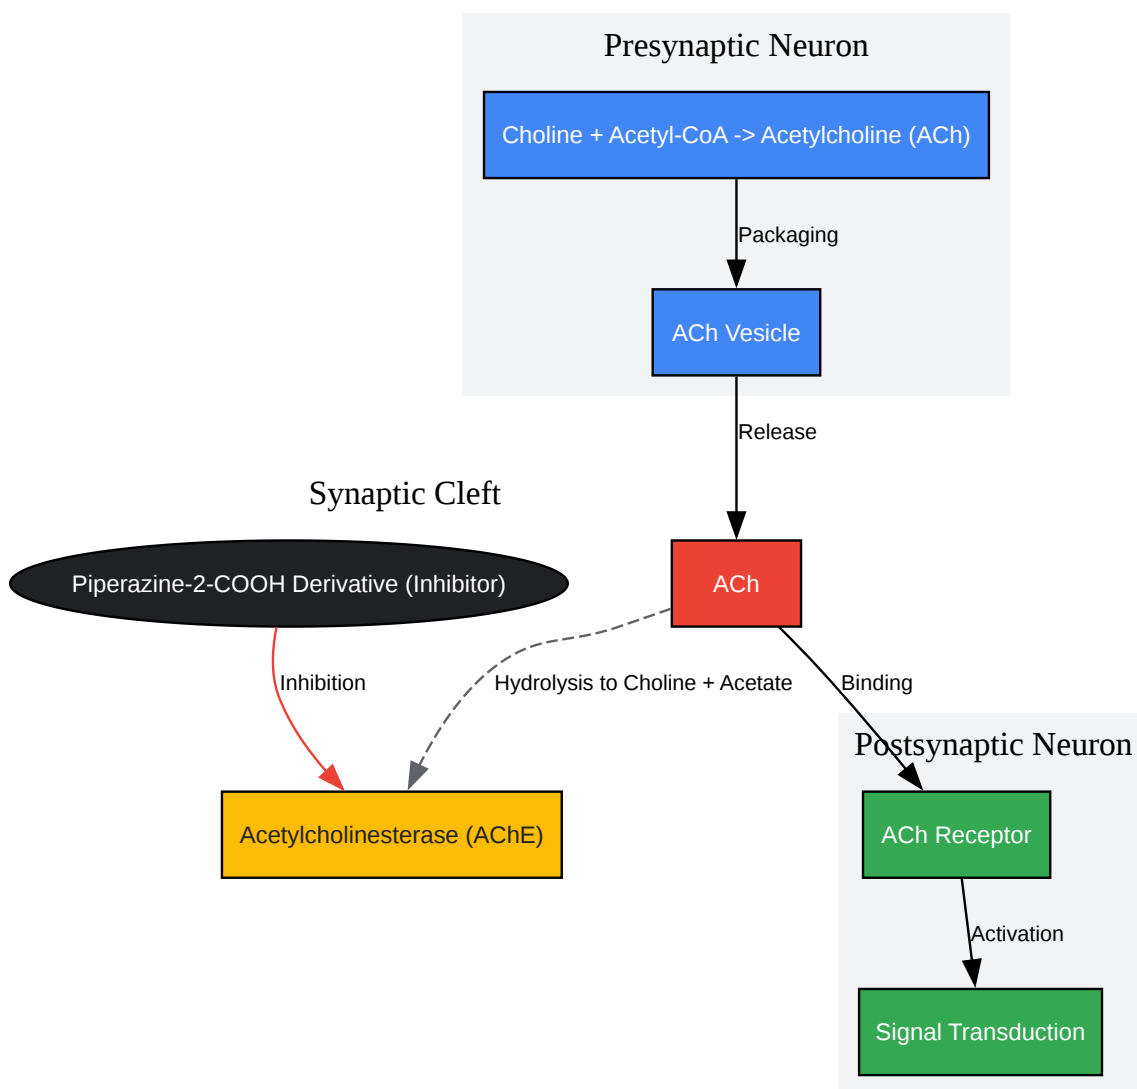 Presynaptic Neuron
Choline + Acetyl-CoA -> Acetylcholine (ACh)
Packaging
ACh Vesicle
Release
Synaptic Cleft
Piperazine-2-COOH Derivative (Inhibitor)
ACh
Inhibition
Hydrolysis to Choline + Acetate
Binding
Postsynaptic Neuron
Acetylcholinesterase (AChE)
ACh Receptor
Activation
Signal Transduction